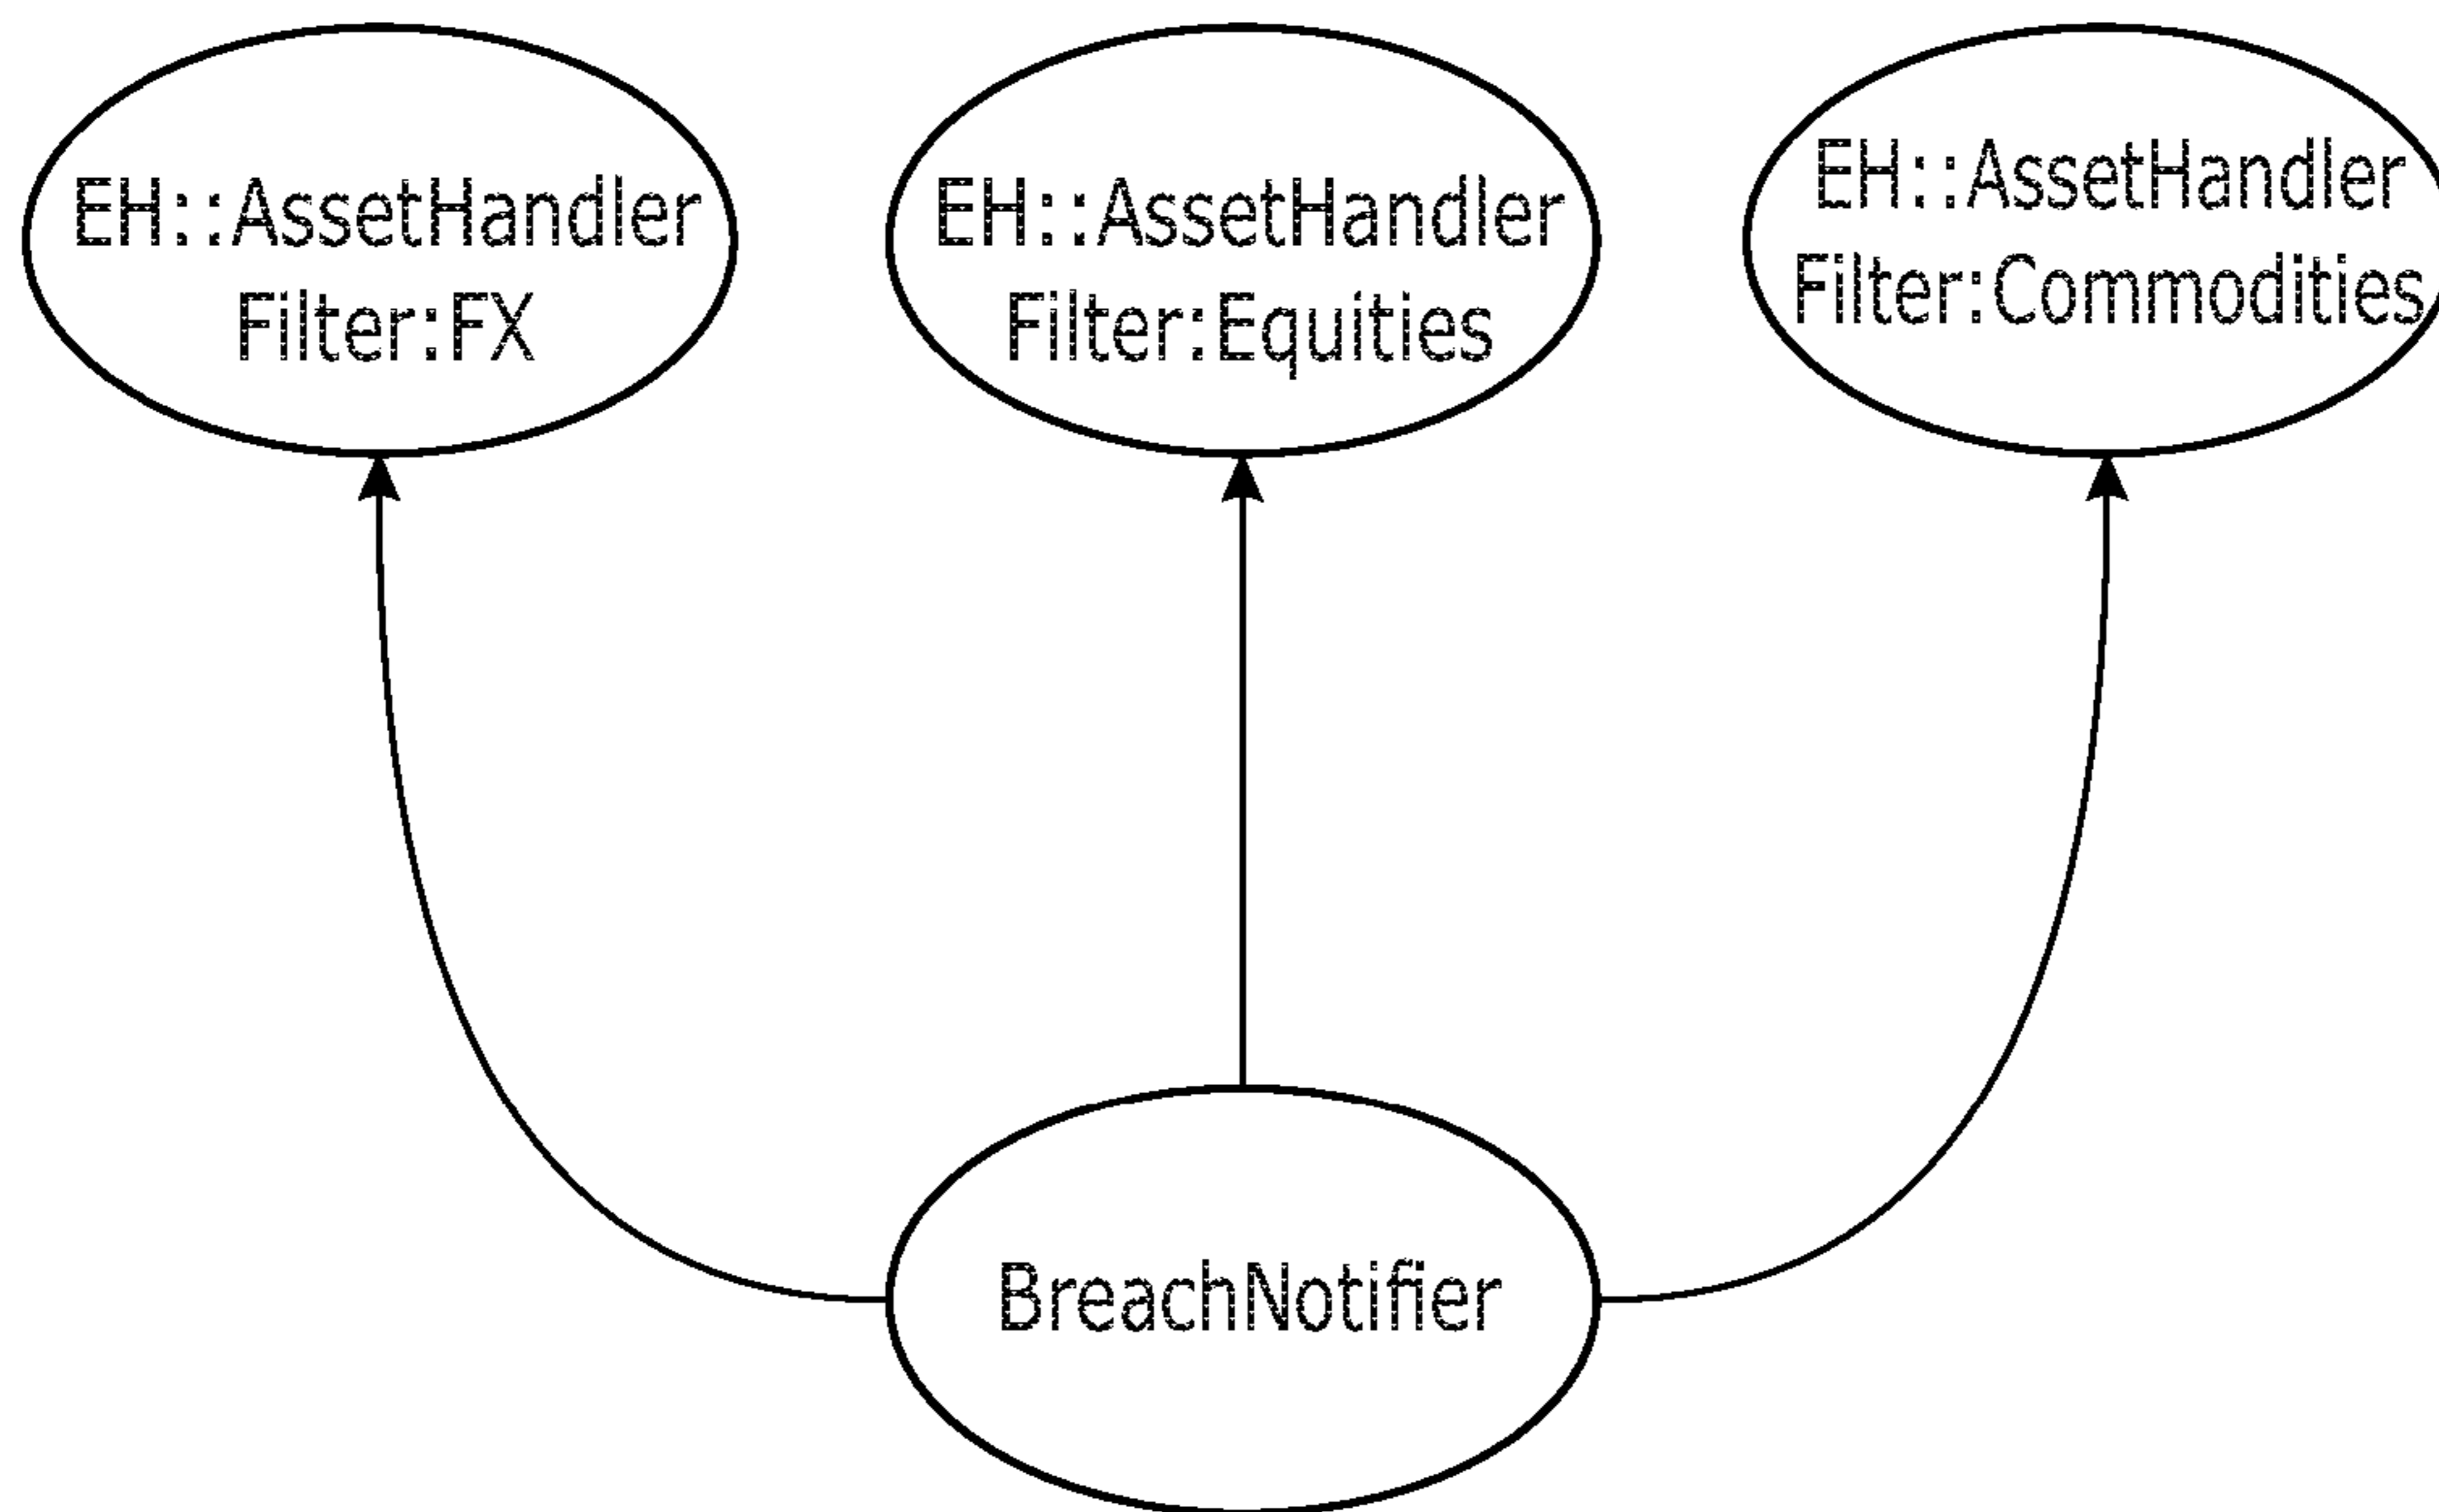 EH::AssetHandler
Filter:FX
EH::AssetHandler
Filter:Equities
EH::AssetHandler
Filter:Commodities
BreachNotifier